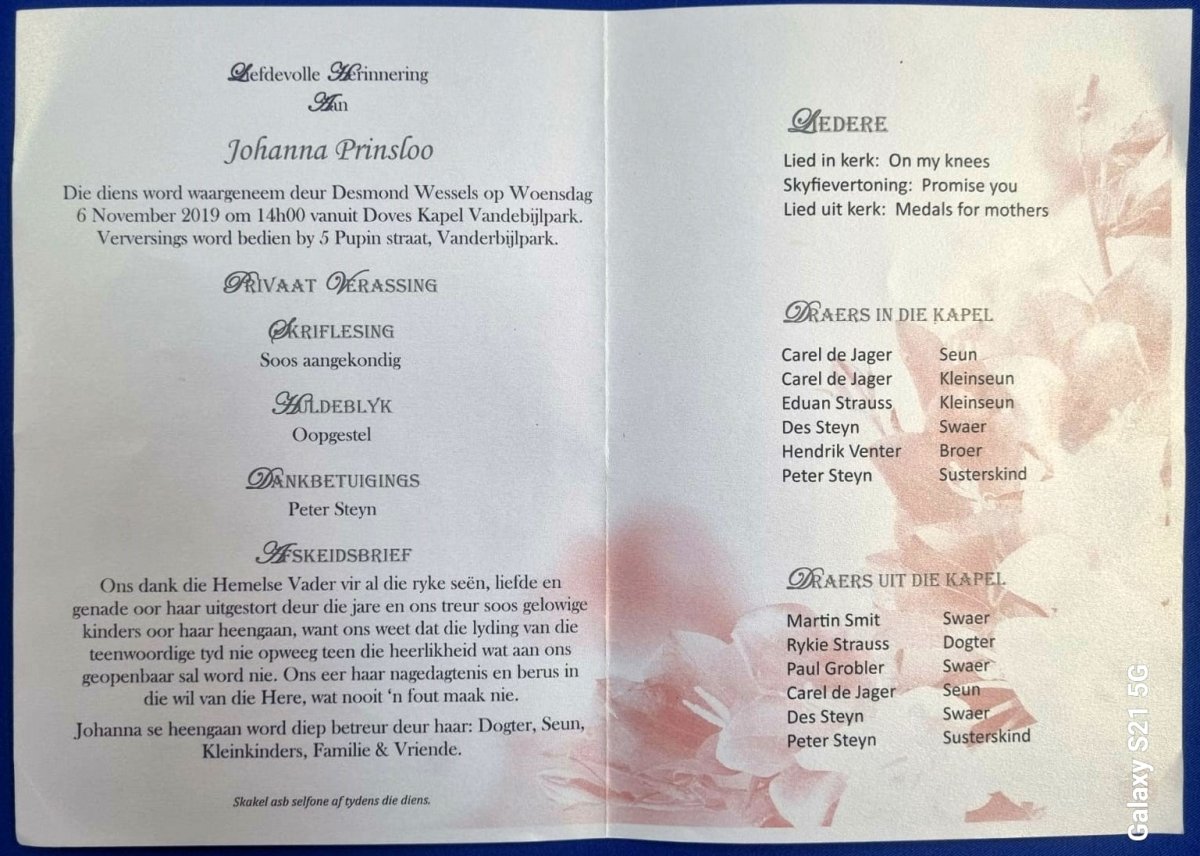 Liefdevolle Herinnering
Aan
Johanna Prinsloo
Die diens word waargeneem deur Desmond Wessels op Woensdag
6 November 2019 om 14h00 vanuit Doves Kapel Vandebijlpark.
Verversings word bedien by 5 Pupin straat, Vanderbijlpark.
PRIVAAT VERASSING
SKRIFLESING
Soos aangekondig
HULDEBLYK
Oopgestel
DANKBETUIGINGS
Peter Steyn
AFSKEIDSBRIEF
Ons dank die Hemelse Vader vir al die ryke seën, liefde en
genade oor haar uitgestort deur die jare en ons treur soos gelowige
kinders oor haar heengaan, want ons weet dat die lyding van die
teenwoordige tyd nie opweeg teen die heerlikheid wat aan ons
geopenbaar sal word nie. Ons eer haar nagedagtenis en berus in
die wil van die Here, wat nooit ‘n fout maak nie.
Johanna se heengaan word diep betreur deur haar: Dogter, Seun,
Kleinkinders, Familie & Vriende.
Skakel asb selfone af tydens die diens.
LIEDERE
Lied in kerk: On my knees
Skyfievertoning: Promise you
Lied uit kerk: Medals for mothers
DRAERS IN DIE KAPEL
Carel de Jager Seun
Carel de Jager Kleinseun
Eduan Strauss Kleinseun
Des Steyn Swaer
Hendrik Venter Broer
Peter Steyn Susterskind
DRAERS UIT DIE KAPEL
Martin Smit Swaer
Rykie Strauss Dogter
Paul Grobler Swaer
Carel de Jager Seun
Des Steyn Swaer
Peter Steyn Susterskind
Galaxy S21 5G